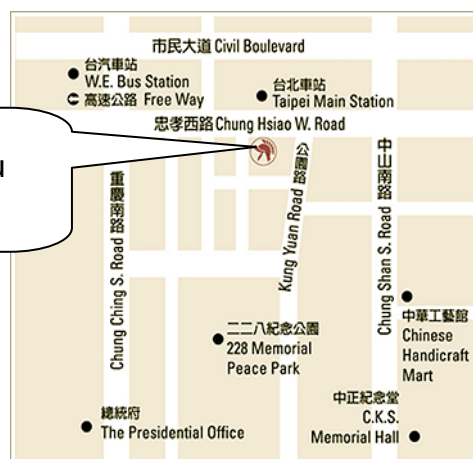 市民大道 Civil Boulevard
台汽車站
W.E. Bus Station
高速公路 Free Way
台北車站
Taipei Main Station
忠孝西路 Chung Hsiao W. Road
重慶南路 Chung Ching S. Road
公園路
Kung Yuan Road
中山南路
Chung Shan S. Road
二二八紀念公園
228 Memorial
Peace Park
中華工藝館
Chinese
Handicraft
Mart
中正紀念堂
C.K.S.
Memorial Hall
總統府
The Presidential Office